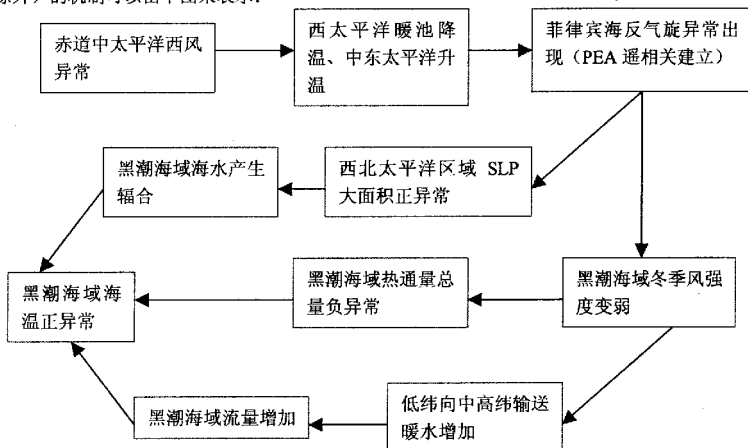 赤道中太平洋西风
异常
西太平洋暖池降
温、中东太平洋升
温
菲律宾海反气旋异常出
现（PEA 遥相关建立）
黑潮海域海水产生
辐合
西北太平洋区域 SLP
大面积正异常
黑潮海域海
温正异常
黑潮海域热通量总
量负异常
黑潮海域冬季风强
度变弱
黑潮海域流量增加
低纬向中高纬输送
暖水增加